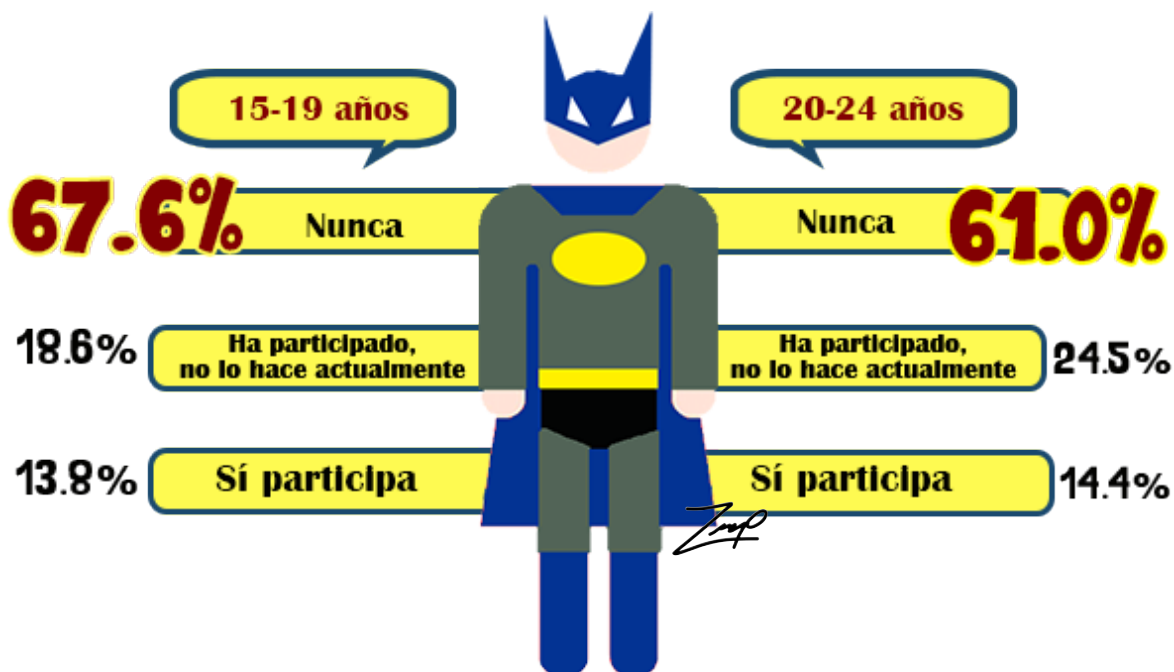 15-19 años
20-24 años
67.6%
Nunca
Nunca
61.0%
18.6%
Ha participado,
no lo hace actualmente
Ha participado,
no lo hace actualmente
24.5%
13.8%
Sí participa
Sí participa
14.4%